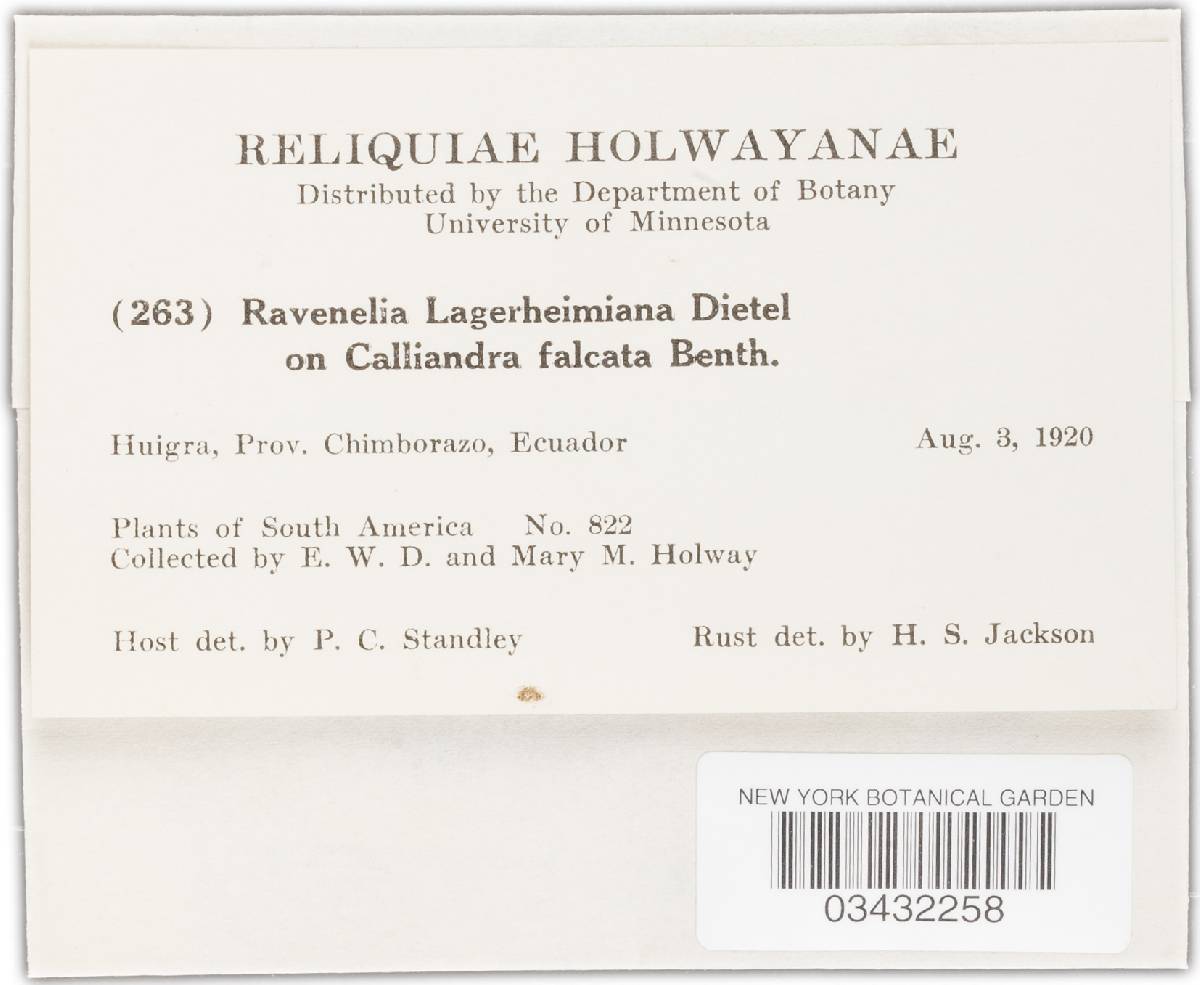 RELIQUIAE HOLWAYANAE
Distributed by the Department of Botany
University of Minnesota
(263) Ravenelia Lagerheimiana Dietel
on Calliandra falcata Benth.
Huigra, Prov. Chimborazo, Ecuador Aug. 3, 1920
Plants of South America No. 822
Collected by E. W. D. and Mary M. Holway
Host det. by P. C. Standley Rust det. by H. S. Jackson
NEW YORK BOTANICAL GARDEN
03432258